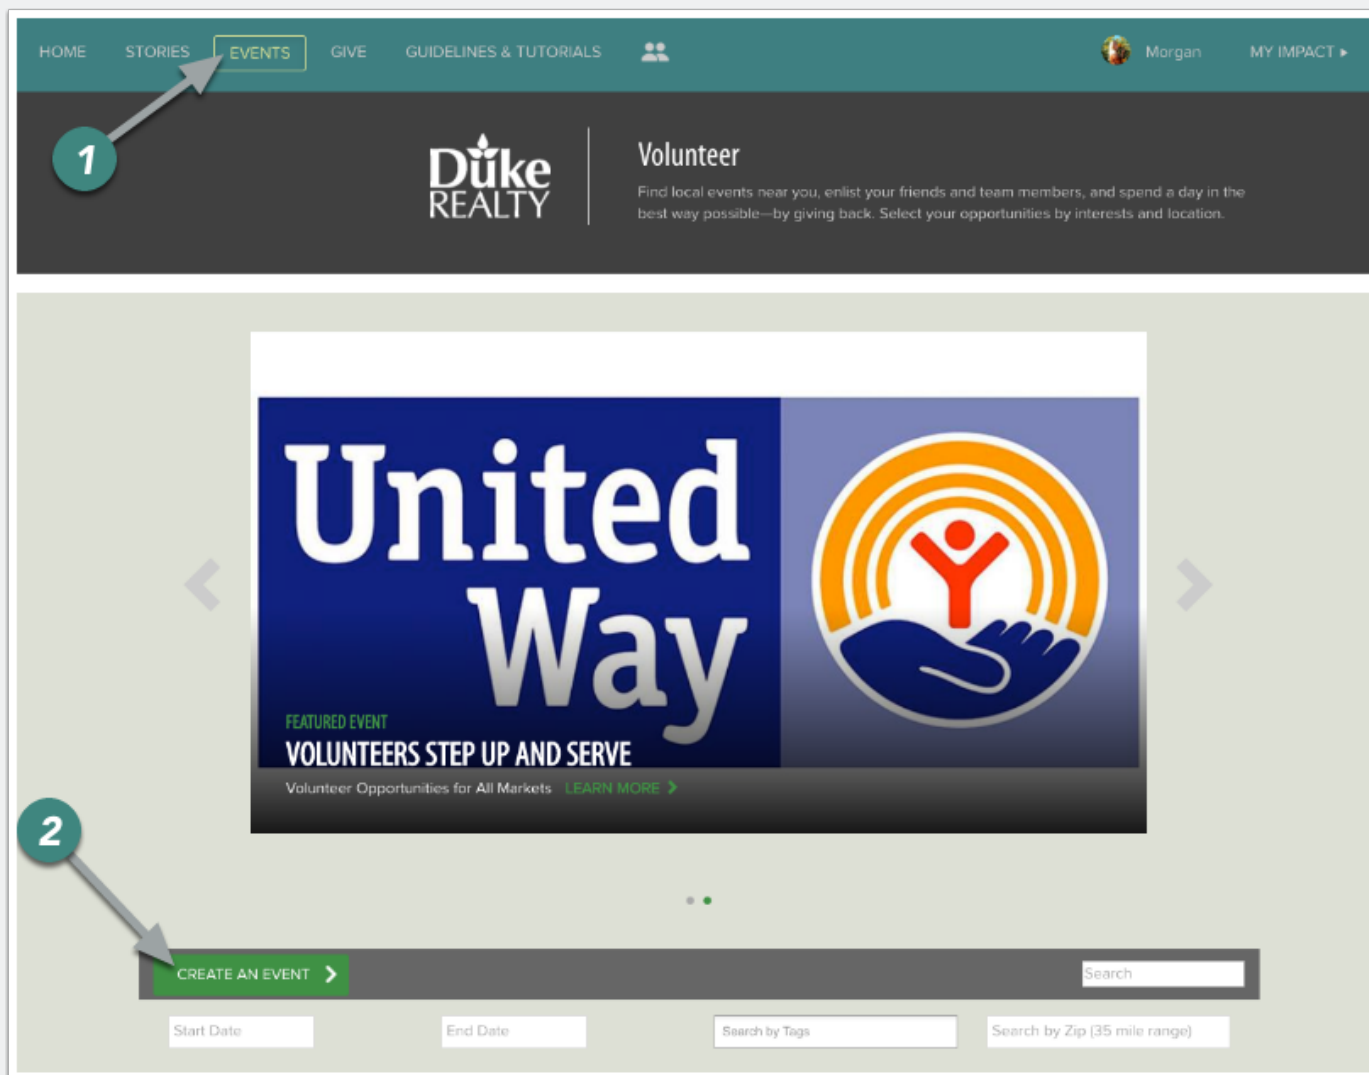 HOME STORIES EVENTS GIVE GUIDELINES & TUTORIALS Morgan MY IMPACT
1
Duke
REALTY
Volunteer
Find local events near you, enlist your friends and team members, and spend a day in the
best way possible—by giving back. Select your opportunities by interests and location.
United
Way
FEATURED EVENT
VOLUNTEERS STEP UP AND SERVE
Volunteer Opportunities for All Markets LEARN MORE
2
CREATE AN EVENT Search
Start Date End Date Search by Tags Search by Zip (35 mile range)